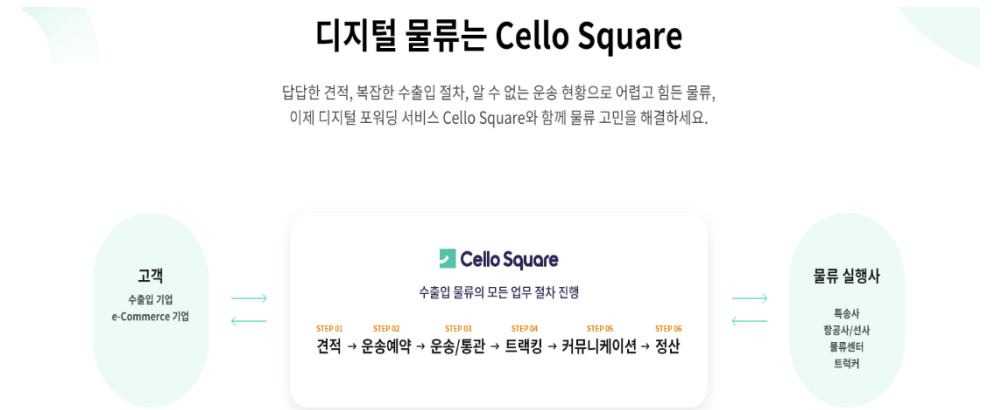 디지털 물류는 Cello Square
답답한 견적, 복잡한 수출입 절차, 알 수 없는 운송 현황으로 어렵고 힘든 물류,
이제 디지털 포워딩 서비스 Cello Square와 함께 물류 고민을 해결하세요.
고객
수출입 기업
e-Commerce 기업
Cello Square
수출입 물류의 모든 업무 절차 진행
STEP 01 STEP 02 STEP 03 STEP 04 STEP 05 STEP 06
견적 → 운송예약 → 운송/통관 → 트랙킹 → 커뮤니케이션 → 정산
물류 실행사
특송사
항공사/선사
물류센터
트럭커